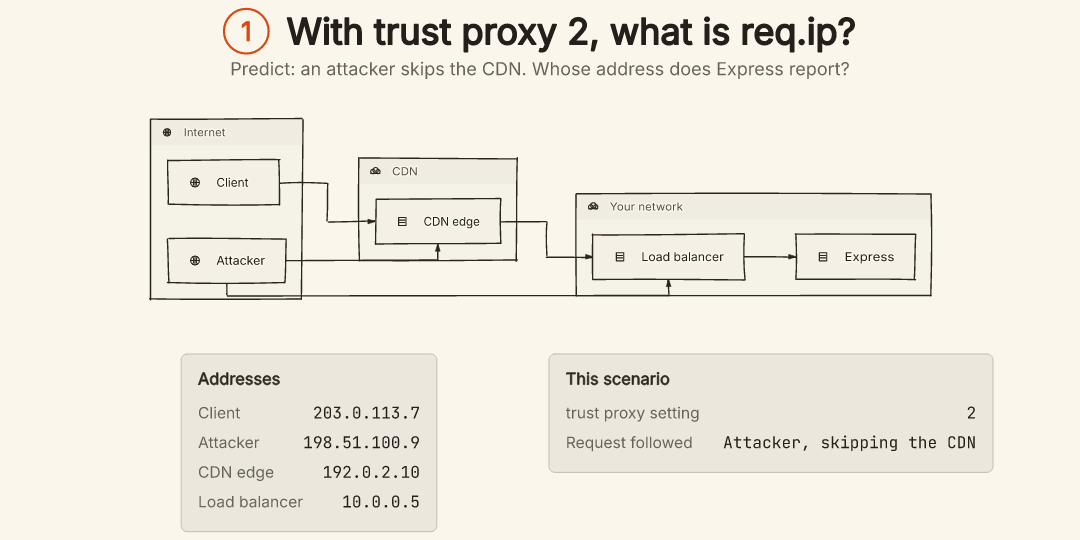 1 With trust proxy 2, what is req.ip?
Predict: an attacker skips the CDN. Whose address does Express report?
Internet
Client
Attacker
CDN
CDN edge
Your network
Load balancer
Express
Addresses
Client 203.0.113.7
Attacker 198.51.100.9
CDN edge 192.0.2.10
Load balancer 10.0.0.5
This scenario
trust proxy setting 2
Request followed Attacker, skipping the CDN